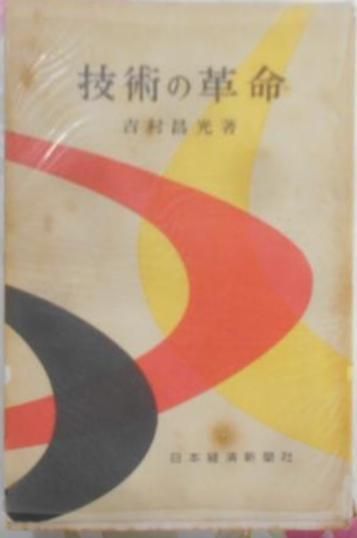 技術の革命
吉村昌光著
日本経済新聞社